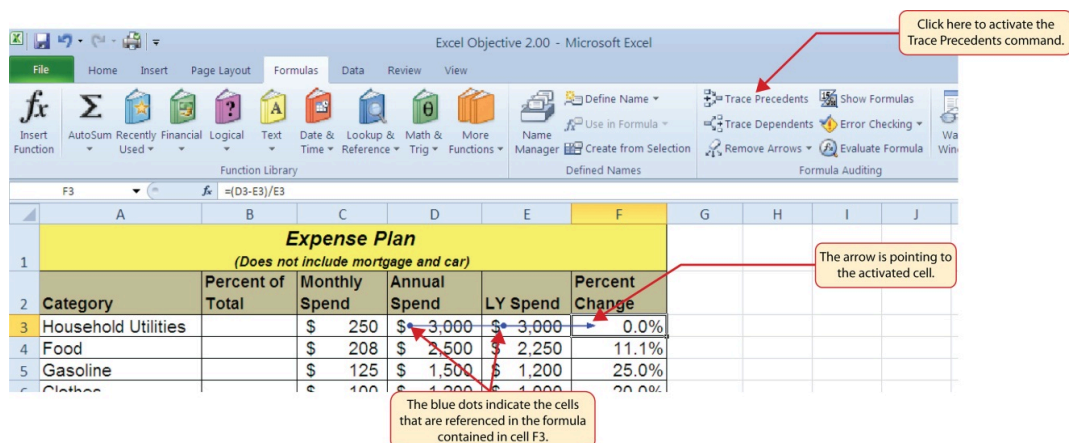 Click here to activate the
Trace Precedents command.
Excel Objective 2.00 - Microsoft Excel
File Home Insert Page Layout Formulas Data Review View
fx Σ ? A θ
Insert Function
AutoSum
Recently Used
Financial
Logical
Text
Date & Time
Lookup & Reference
Math & Trig
More Functions
Function Library
Name Manager
Define Name
Use in Formula
Create from Selection
Defined Names
Trace Precedents
Trace Dependents
Remove Arrows
Show Formulas
Error Checking
Evaluate Formula
Formula Auditing
F3 fx =(D3-E3)/E3
A B C D E F G H I J
1 Expense Plan
(Does not include mortgage and car)
2 Category Percent of Total Monthly Spend Annual Spend LY Spend Percent Change
3 Household Utilities $ 250 $ 3,000 $ 3,000 0.0%
4 Food $ 208 $ 2,500 $ 2,250 11.1%
5 Gasoline $ 125 $ 1,500 $ 1,200 25.0%
The arrow is pointing to
the activated cell.
The blue dots indicate the cells
that are referenced in the formula
contained in cell F3.